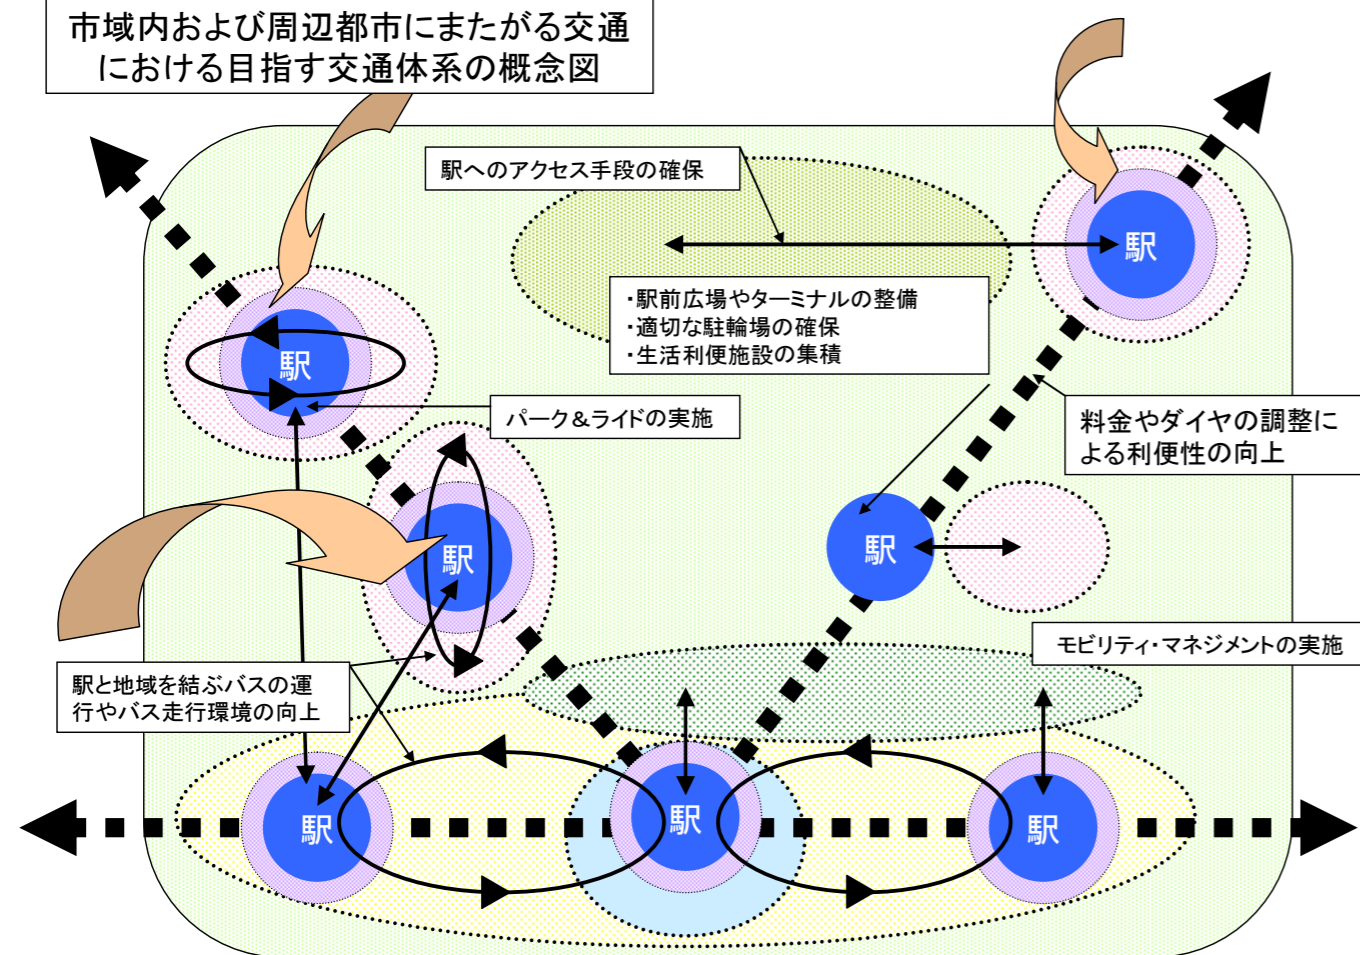 市域内および周辺都市にまたがる交通
における目指す交通体系の概念図
駅へのアクセス手段の確保
駅
・駅前広場やターミナルの整備
・適切な駐輪場の確保
・生活利便施設の集積
駅
パーク＆ライドの実施
料金やダイヤの調整に
よる利便性の向上
駅
駅
モビリティ・マネジメントの実施
駅と地域を結ぶバスの運
行やバス走行環境の向上
駅
駅
駅